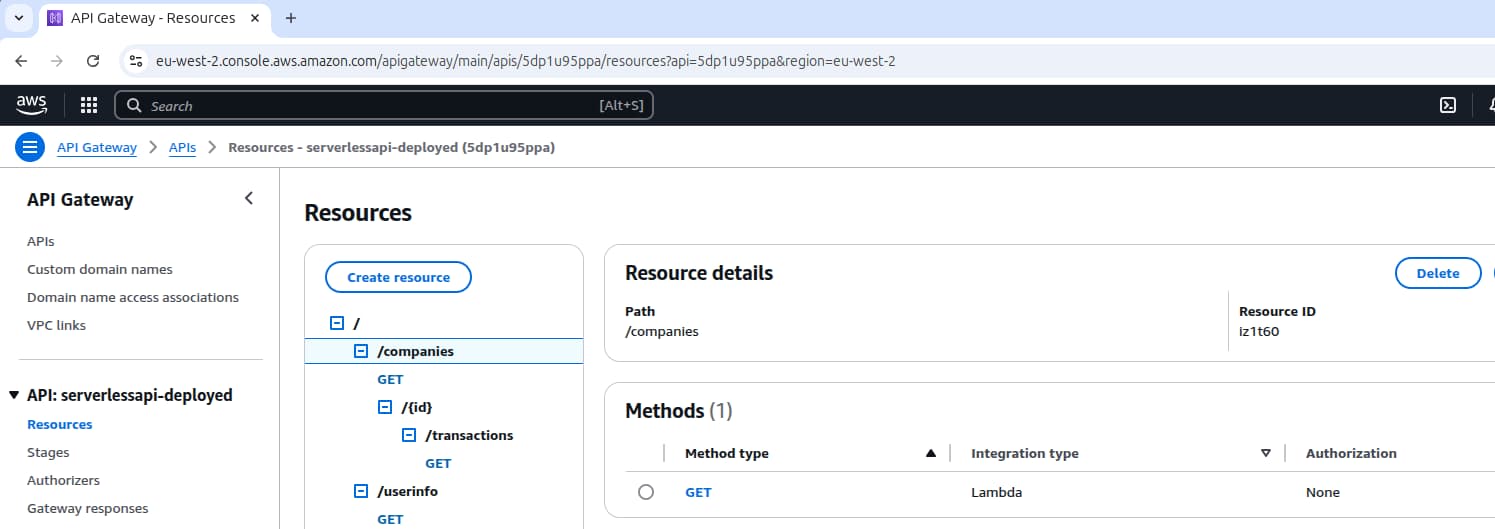 API Gateway - Resources
eu-west-2.console.aws.amazon.com/apigateway/main/apis/5dp1u95ppa/resources?api=5dp1u95ppa&region=eu-west-2
aws
Search [Alt+S]
API Gateway > APIs > Resources - serverlessapi-deployed (5dp1u95ppa)
API Gateway
APIs
Custom domain names
Domain name access associations
VPC links
API: serverlessapi-deployed
Resources
Stages
Authorizers
Gateway responses
Resources
Create resource
/
/companies
GET
/{id}
/transactions
GET
/userinfo
GET
Resource details
Delete
Path
/companies
Resource ID
iz1t60
Methods (1)
Method type Integration type Authorization
GET Lambda None